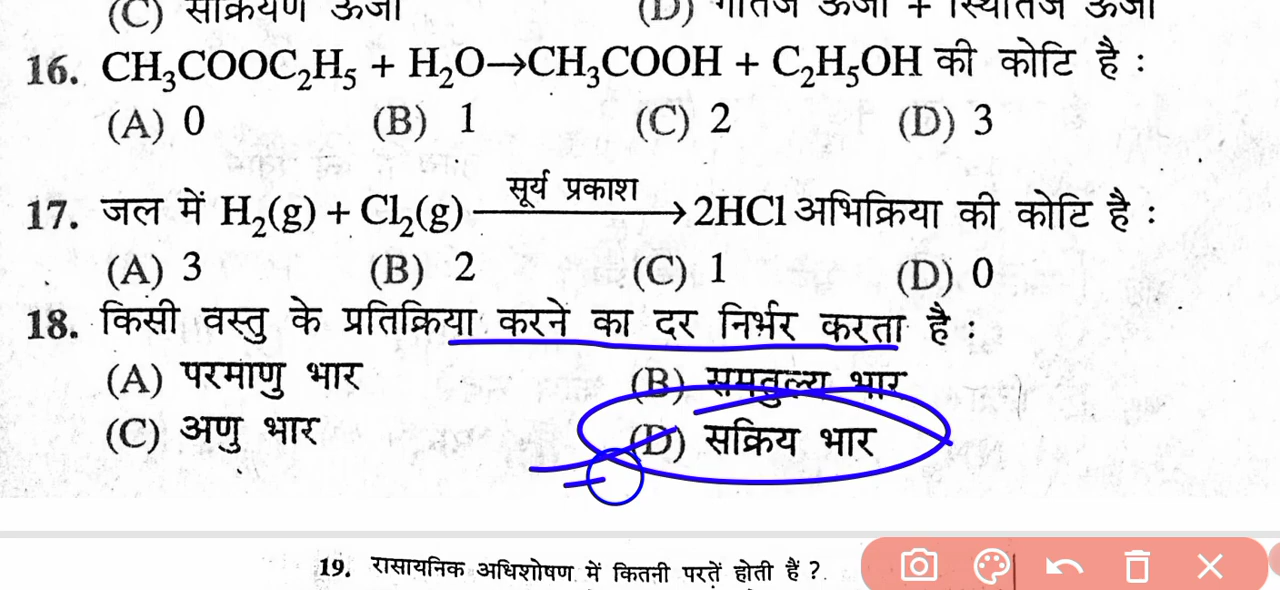 (C) सक्रियण ऊर्जा (D) गतिज ऊर्जा + स्थितिज ऊर्जा
16. CH₃COOC₂H₅ + H₂O→CH₃COOH + C₂H₅OH की कोटि है :
(A) 0 (B) 1 (C) 2 (D) 3
17. जल में H₂(g) + Cl₂(g) सूर्य प्रकाश → 2HCl अभिक्रिया की कोटि है :
(A) 3 (B) 2 (C) 1 (D) 0
18. किसी वस्तु के प्रतिक्रिया करने का दर निर्भर करता है :
(A) परमाणु भार (B) समतुल्य भार
(C) अणु भार (D) सक्रिय भार
19. रासायनिक अधिशोषण में कितनी परतें होती हैं ?